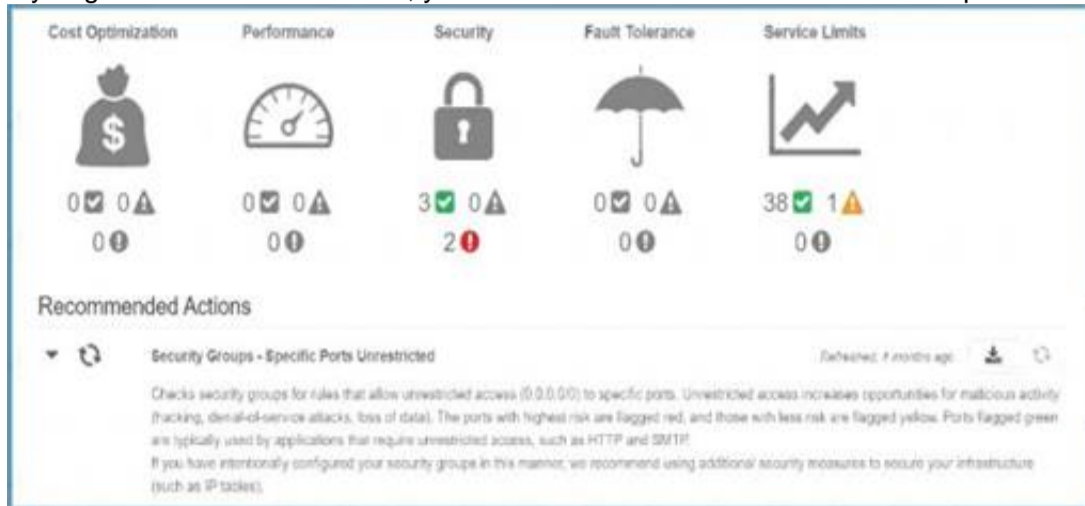 Cost Optimization Performance Security Fault Tolerance Service Limits
$
0 0 0 0 3 0 0 0 38 1
0 0 2 0 0
Recommended Actions
Security Groups - Specific Ports Unrestricted Refreshed: months ago
Checks security groups for rules that allow unrestricted access (0.0.0.0/0) to specific ports. Unrestricted access increases opportunities for malicious activity
(hacking, denial-of-service attacks, loss of data). The ports with highest risk are flagged red, and those with less risk are flagged yellow. Ports flagged green
are typically used by applications that require unrestricted access, such as HTTP and SMTP.
If you have intentionally configured your security groups in this manner, we recommend using additional security measures to secure your infrastructure
(such as IP tables).